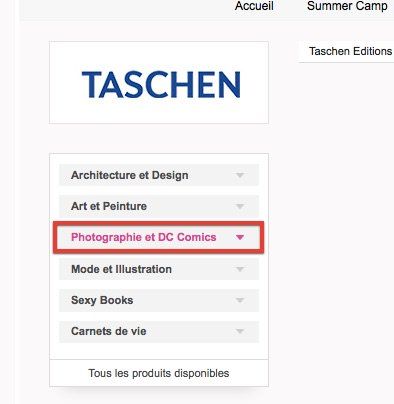 Accueil Summer Camp
TASCHEN
Taschen Editions
Architecture et Design
Art et Peinture
Photographie et DC Comics
Mode et Illustration
Sexy Books
Carnets de vie
Tous les produits disponibles